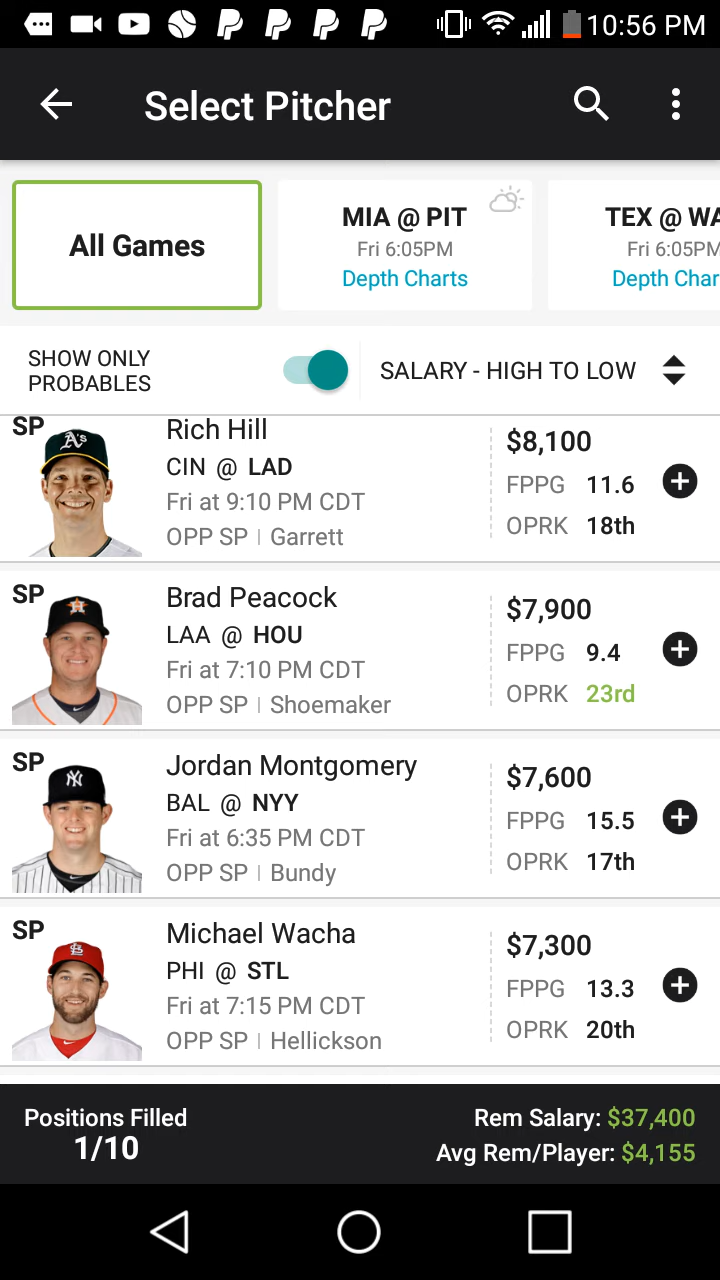 10:56 PM
Select Pitcher
All Games
MIA @ PIT
Fri 6:05PM
Depth Charts
TEX @ WA
Fri 6:05PM
Depth Char
SHOW ONLY
PROBABLES
SALARY - HIGH TO LOW
SP
A's
Rich Hill
CIN @ LAD
Fri at 9:10 PM CDT
OPP SP | Garrett
$8,100
FPPG 11.6
OPRK 18th
SP
H
Brad Peacock
LAA @ HOU
Fri at 7:10 PM CDT
OPP SP | Shoemaker
$7,900
FPPG 9.4
OPRK 23rd
SP
NY
Jordan Montgomery
BAL @ NYY
Fri at 6:35 PM CDT
OPP SP | Bundy
$7,600
FPPG 15.5
OPRK 17th
SP
STL
Michael Wacha
PHI @ STL
Fri at 7:15 PM CDT
OPP SP | Hellickson
$7,300
FPPG 13.3
OPRK 20th
Positions Filled
1/10
Rem Salary: $37,400
Avg Rem/Player: $4,155